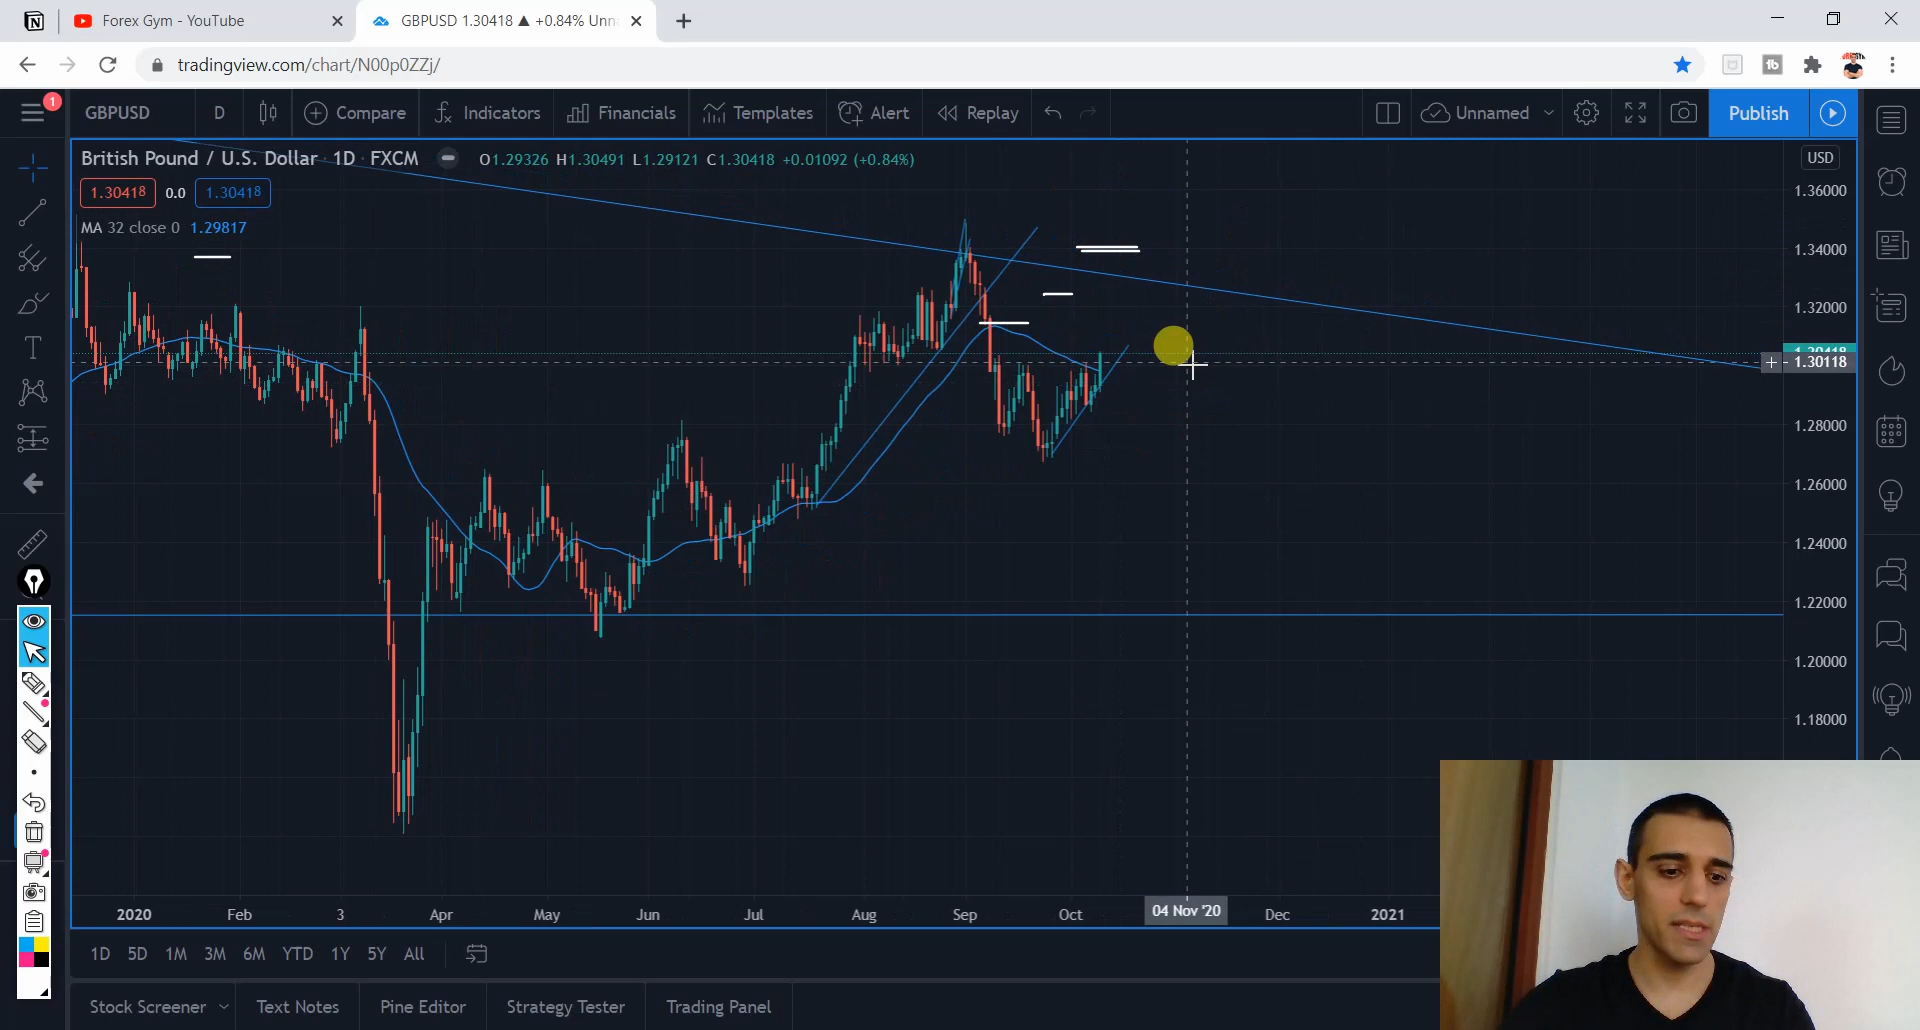 Forex Gym - YouTube
GBPUSD 1.30418 ▲ +0.84% Unn
tradingview.com/chart/N00p0ZZj/
1
GBPUSD
D
Compare
Indicators
Financials
Templates
Alert
Replay
Unnamed
Publish
British Pound / U.S. Dollar · 1D · FXCM
O1.29326 H1.30491 L1.29121 C1.30418 +0.01092 (+0.84%)
USD
1.30418 0.0 1.30418
MA 32 close 0 1.29817
1.36000
1.34000
1.32000
1.30118
1.28000
1.26000
1.24000
1.22000
1.20000
1.18000
2020 Feb 3 Apr May Jun Jul Aug Sep Oct 04 Nov '20 Dec 2021
1D 5D 1M 3M 6M YTD 1Y 5Y All
Stock Screener Text Notes Pine Editor Strategy Tester Trading Panel